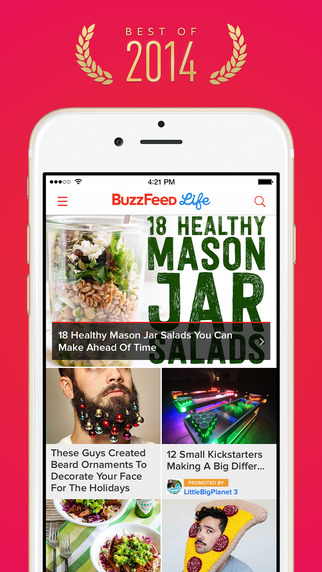 BEST OF
2014
4:21 PM
BuzzFeed Life
18 HEALTHY
MASON
JAR
SALADS
18 Healthy Mason Jar Salads You Can
Make Ahead Of Time
These Guys Created
Beard Ornaments To
Decorate Your Face
For The Holidays
12 Small Kickstarters
Making A Big Differ...
PROMOTED BY
LittleBigPlanet 3